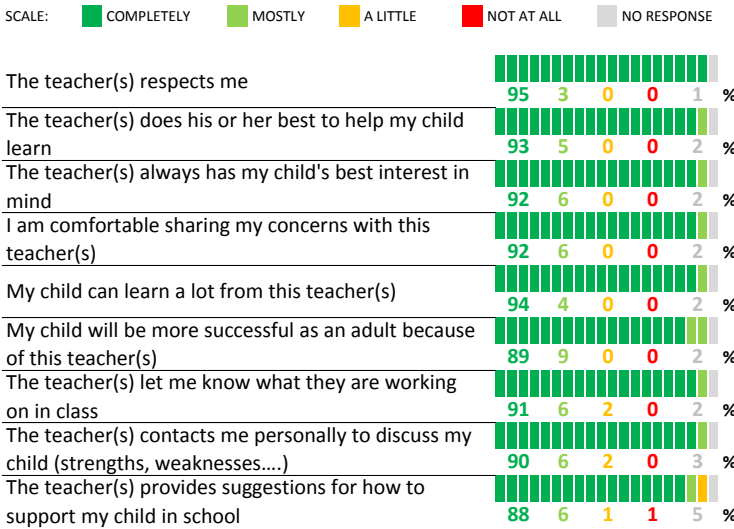 SCALE: COMPLETELY MOSTLY A LITTLE NOT AT ALL NO RESPONSE
The teacher(s) respects me
95 3 0 0 1 %
The teacher(s) does his or her best to help my child
learn
93 5 0 0 2 %
The teacher(s) always has my child's best interest in
mind
92 6 0 0 2 %
I am comfortable sharing my concerns with this
teacher(s)
92 6 0 0 2 %
My child can learn a lot from this teacher(s)
94 4 0 0 2 %
My child will be more successful as an adult because
of this teacher(s)
89 9 0 0 2 %
The teacher(s) let me know what they are working
on in class
91 6 2 0 2 %
The teacher(s) contacts me personally to discuss my
child (strengths, weaknesses....)
90 6 2 0 3 %
The teacher(s) provides suggestions for how to
support my child in school
88 6 1 1 5 %